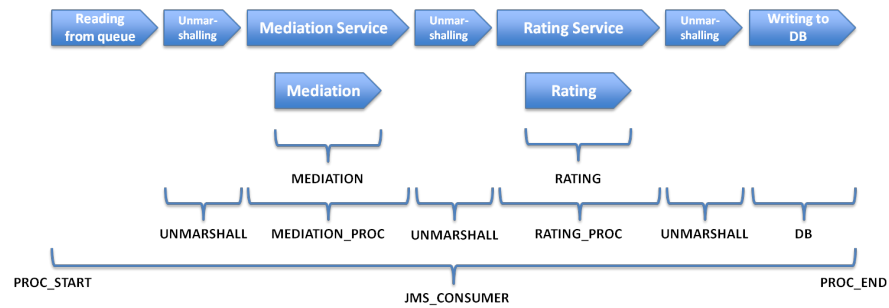 Reading
from queue
Unmar-
shalling
Mediation Service
Unmar-
shalling
Rating Service
Unmar-
shalling
Writing to
DB
Mediation
Rating
MEDIATION
RATING
UNMARSHALL
MEDIATION_PROC
UNMARSHALL
RATING_PROC
UNMARSHALL
DB
PROC_START
PROC_END
JMS_CONSUMER